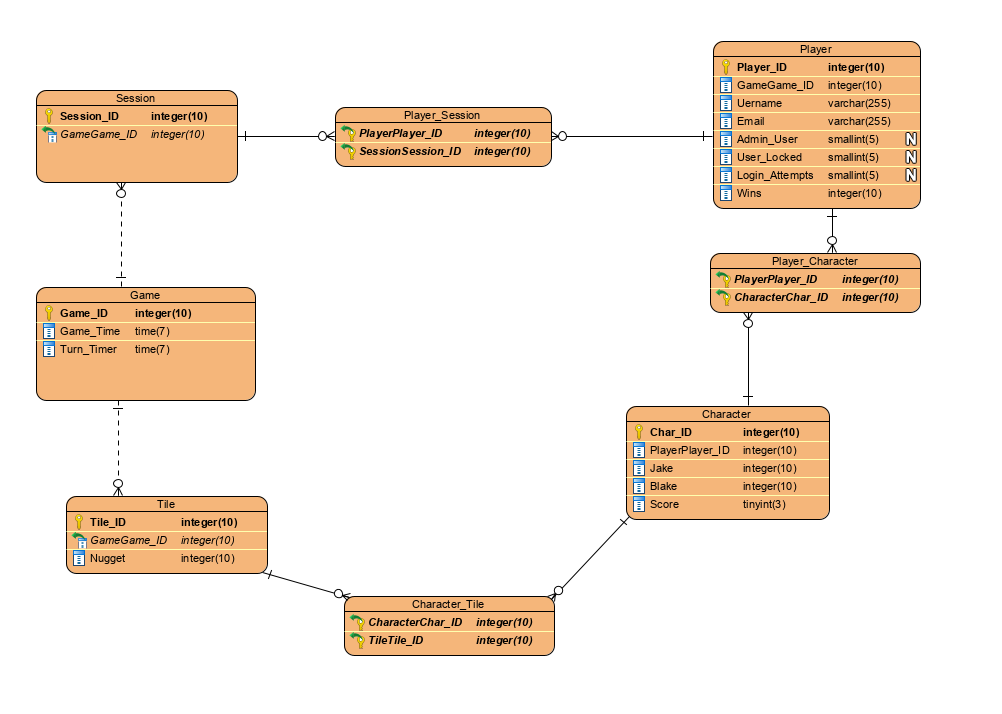 Session
Session_ID integer(10)
GameGame_ID integer(10)
Player_Session
PlayerPlayer_ID integer(10)
SessionSession_ID integer(10)
Player
Player_ID integer(10)
GameGame_ID integer(10)
Uername varchar(255)
Email varchar(255)
Admin_User smallint(5) N
User_Locked smallint(5) N
Login_Attempts smallint(5) N
Wins integer(10)
Player_Character
PlayerPlayer_ID integer(10)
CharacterChar_ID integer(10)
Game
Game_ID integer(10)
Game_Time time(7)
Turn_Timer time(7)
Character
Char_ID integer(10)
PlayerPlayer_ID integer(10)
Jake integer(10)
Blake integer(10)
Score tinyint(3)
Tile
Tile_ID integer(10)
GameGame_ID integer(10)
Nugget integer(10)
Character_Tile
CharacterChar_ID integer(10)
TileTile_ID integer(10)